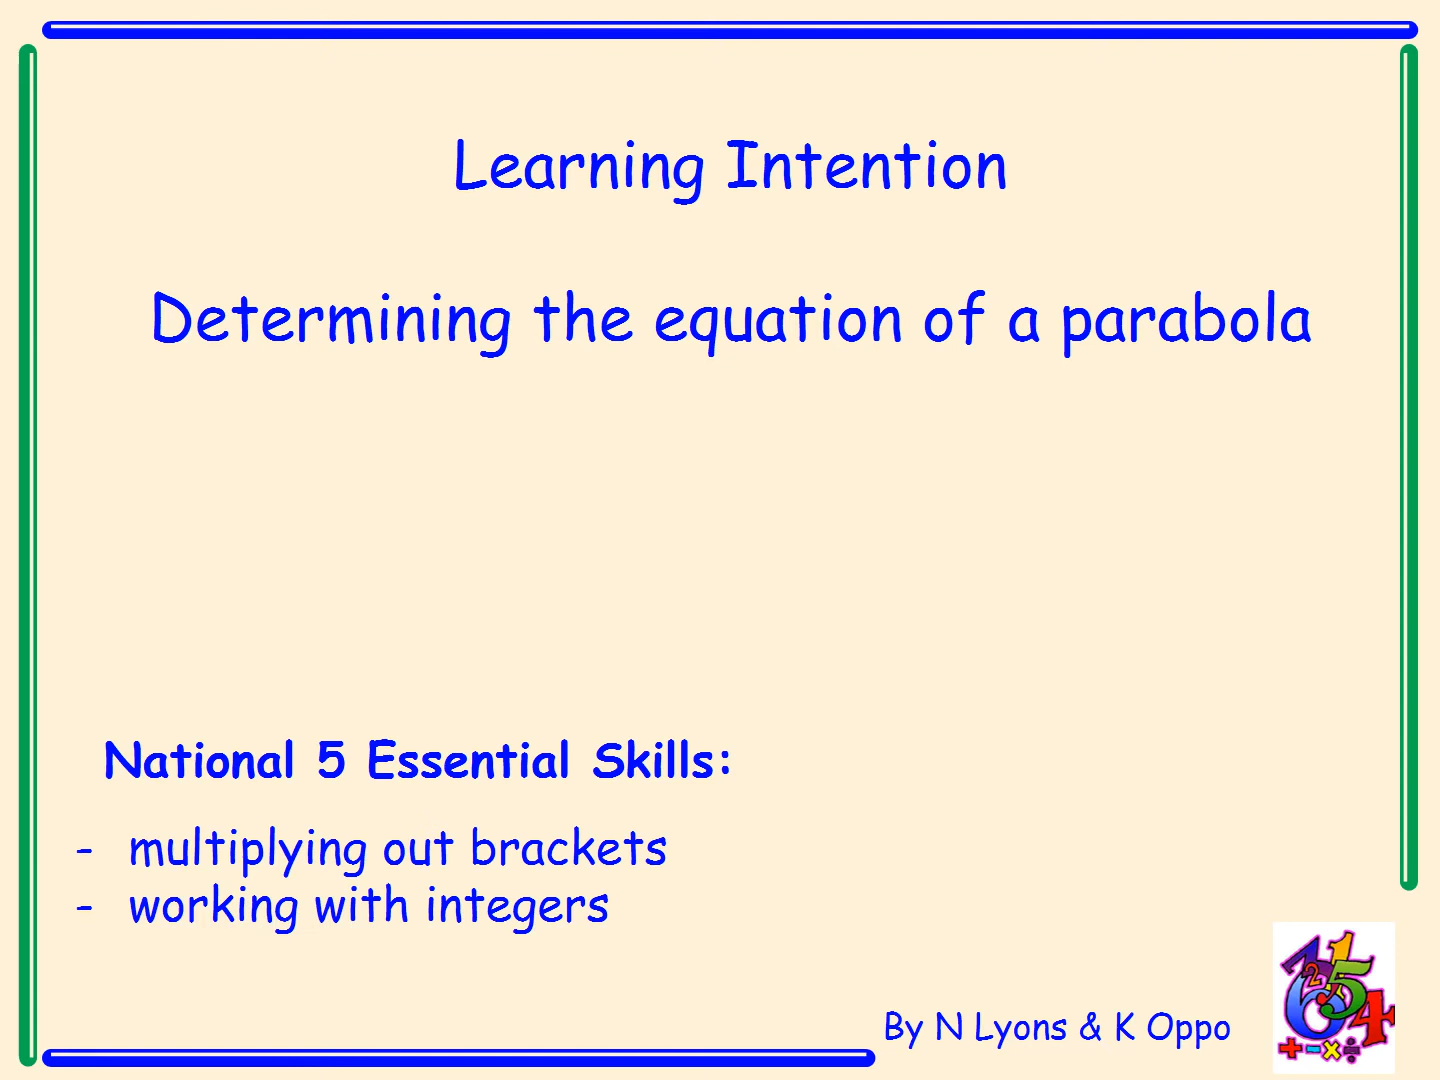 Learning Intention
Determining the equation of a parabola
National 5 Essential Skills:
- multiplying out brackets
- working with integers
By N Lyons & K Oppo